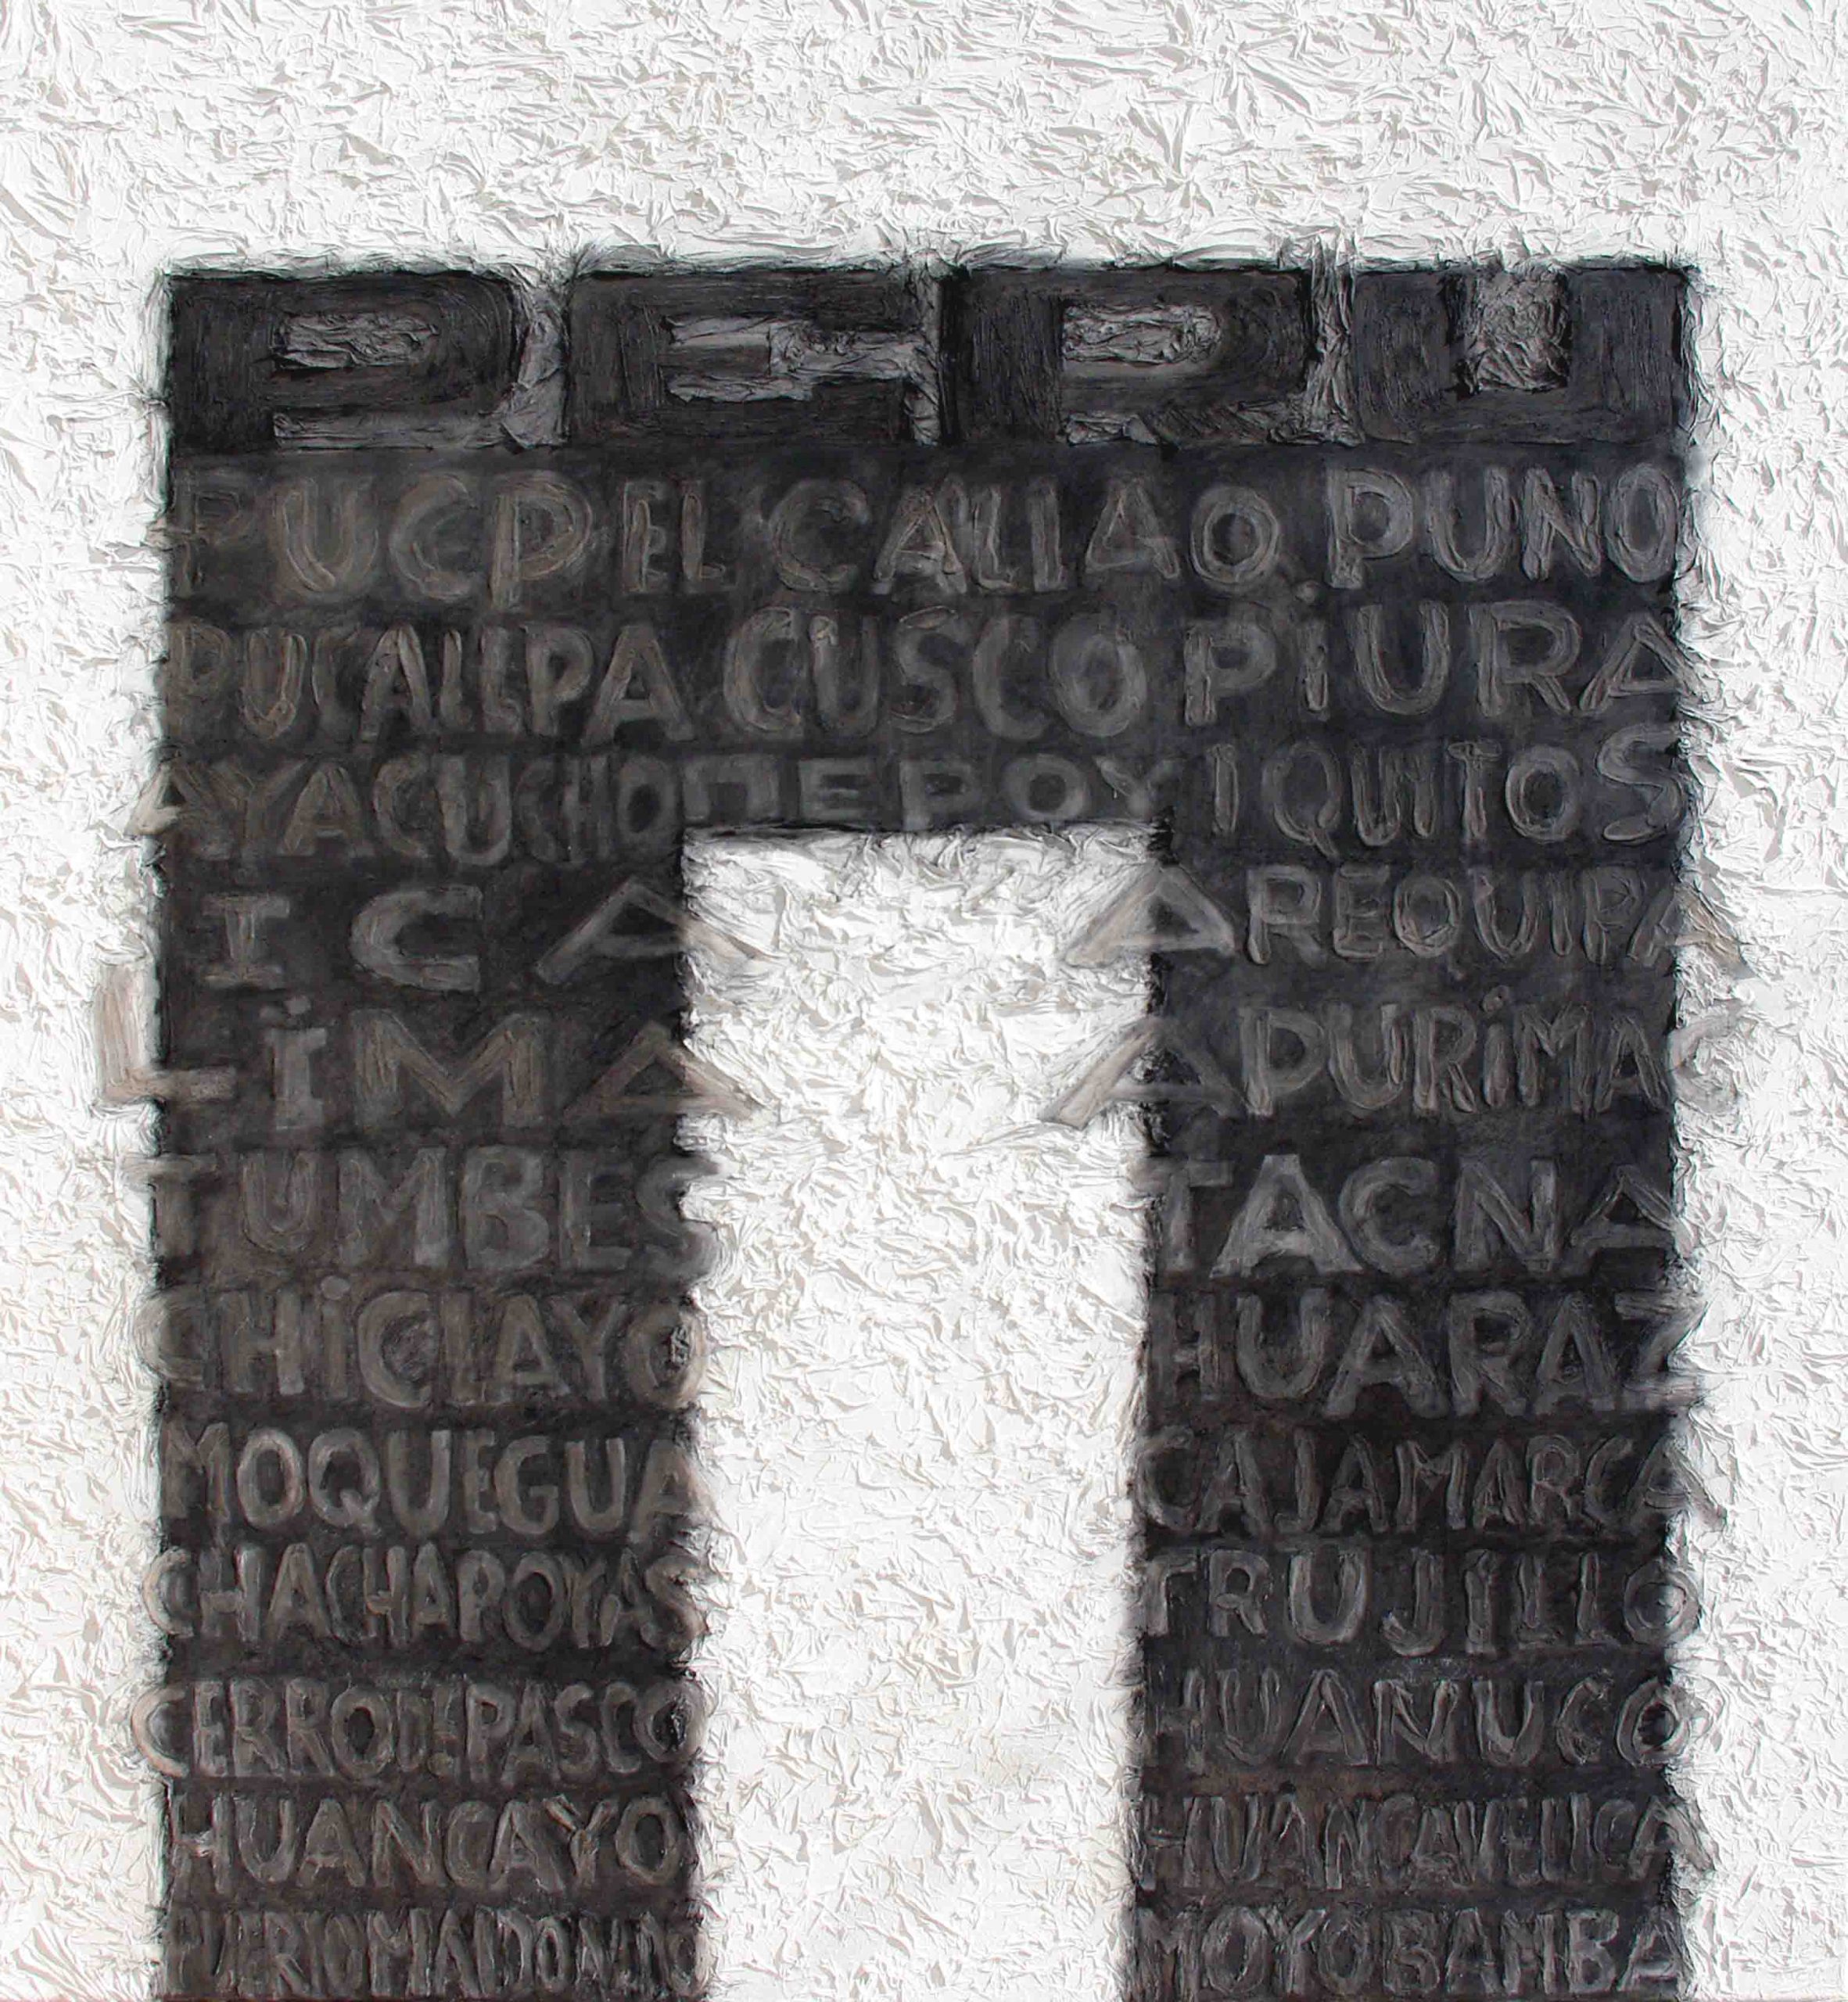 PERU
PUCP EL CALLAO. PUNO
PUCALLPA. CUSCO PiURA
AYACUCHO ΠΕΡΟΥ IQUITOS
ICA AREQUIPA
LiMA APURiMAC
TUMBES TACNA
CHiCLAYO HUARAZ
MOQUEGUA CAJAMARCA
CHACHAPOYAS TRUJILLO
CERRO DE PASCO HUANUCO
HUANCAYO HUANCAVELICA
MOYOBAMBA